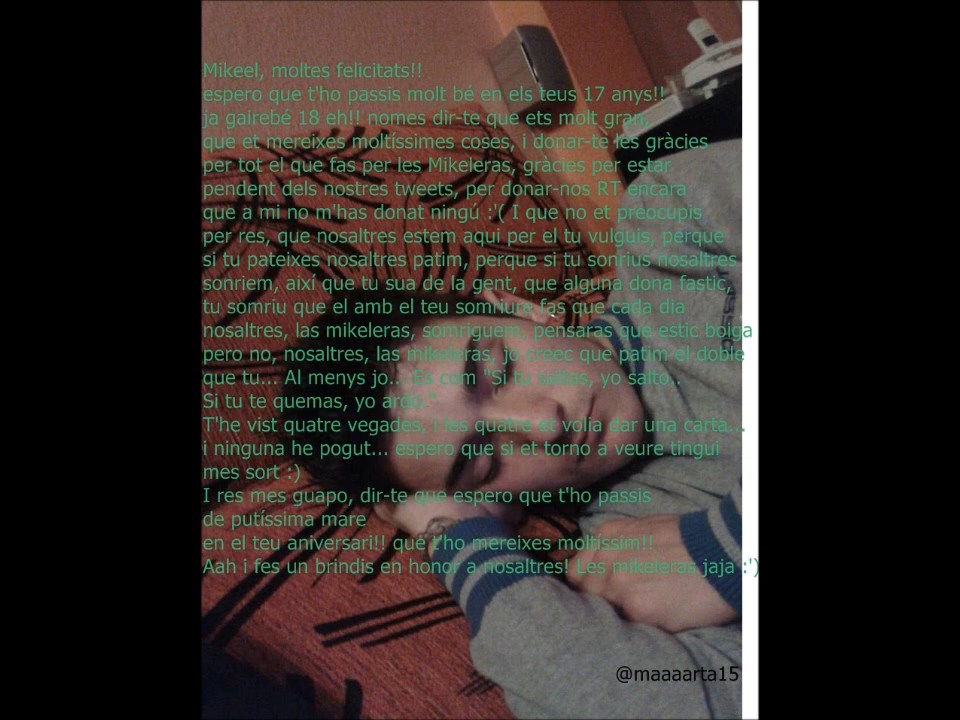 Mikeel, moltes felicitats!!
espero que t'ho passis molt bé en els teus 17 anys!!
ja gairebé 18 eh!! nomes dir-te que ets molt gran,
que et mereixes moltíssimes coses, i donar-te les gràcies
per tot el que fas per les Mikeleras, gràcies per estar
pendent dels nostres tweets, per donar-nos RT encara
que a mi no m'has donat ningú :'( I que no et preocupis
per res, que nosaltres estem aqui per el tu vulguis, perque
si tu pateixes nosaltres patim, perque si tu sonrius nosaltres
sonriem, així que tu sua de la gent, que alguna dona fastic,
tu somriu que el amb el teu somriure fas que cada dia
nosaltres, las mikeleras, somriguem, pensaras que estic boiga
pero no, nosaltres, las mikeleras, jo creec que patim el doble
que tu... Al menys jo... Es com "Si tu saltas, yo salto..
Si tu te quemas, yo ardo."
T'he vist quatre vegades, i les quatre et volia dar una carta...
i ninguna he pogut... espero que si et torno a veure tingui
mes sort :)
I res mes guapo, dir-te que espero que t'ho passis
de putíssima mare
en el teu aniversari!! que t'ho mereixes moltíssim!!
Aah i fes un brindis en honor a nosaltres! Les mikeleras jaja :')
@maaaarta15